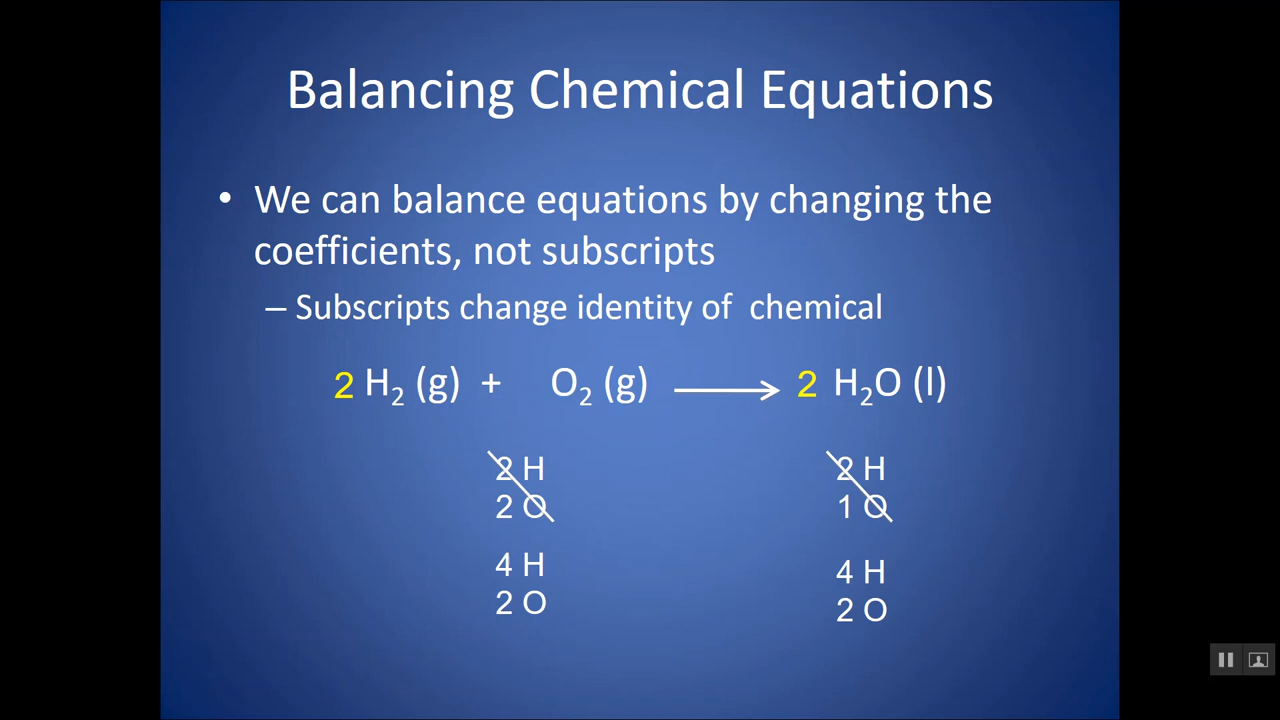 Balancing Chemical Equations
• We can balance equations by changing the
coefficients, not subscripts
– Subscripts change identity of chemical
2 H₂ (g) + O₂ (g) ⟶ 2 H₂O (l)
2 H
2 O
2 H
1 O
4 H
2 O
4 H
2 O